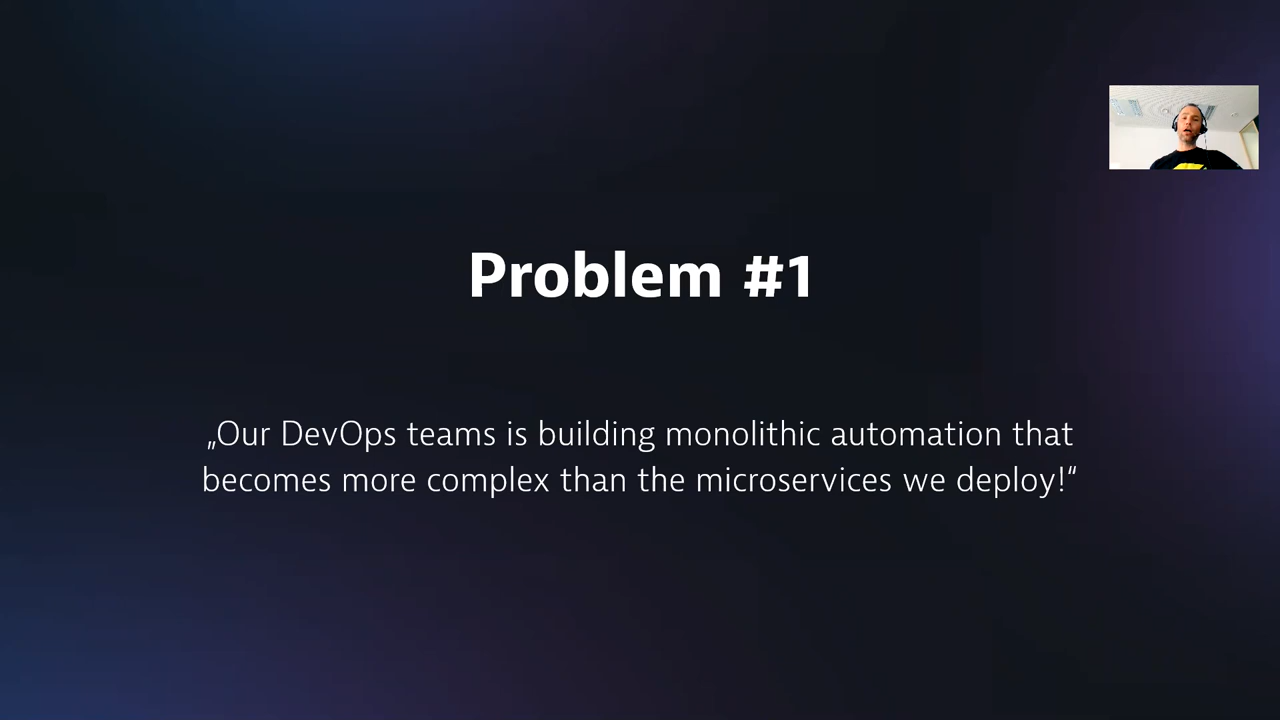 Problem #1
„Our DevOps teams is building monolithic automation that
becomes more complex than the microservices we deploy!“